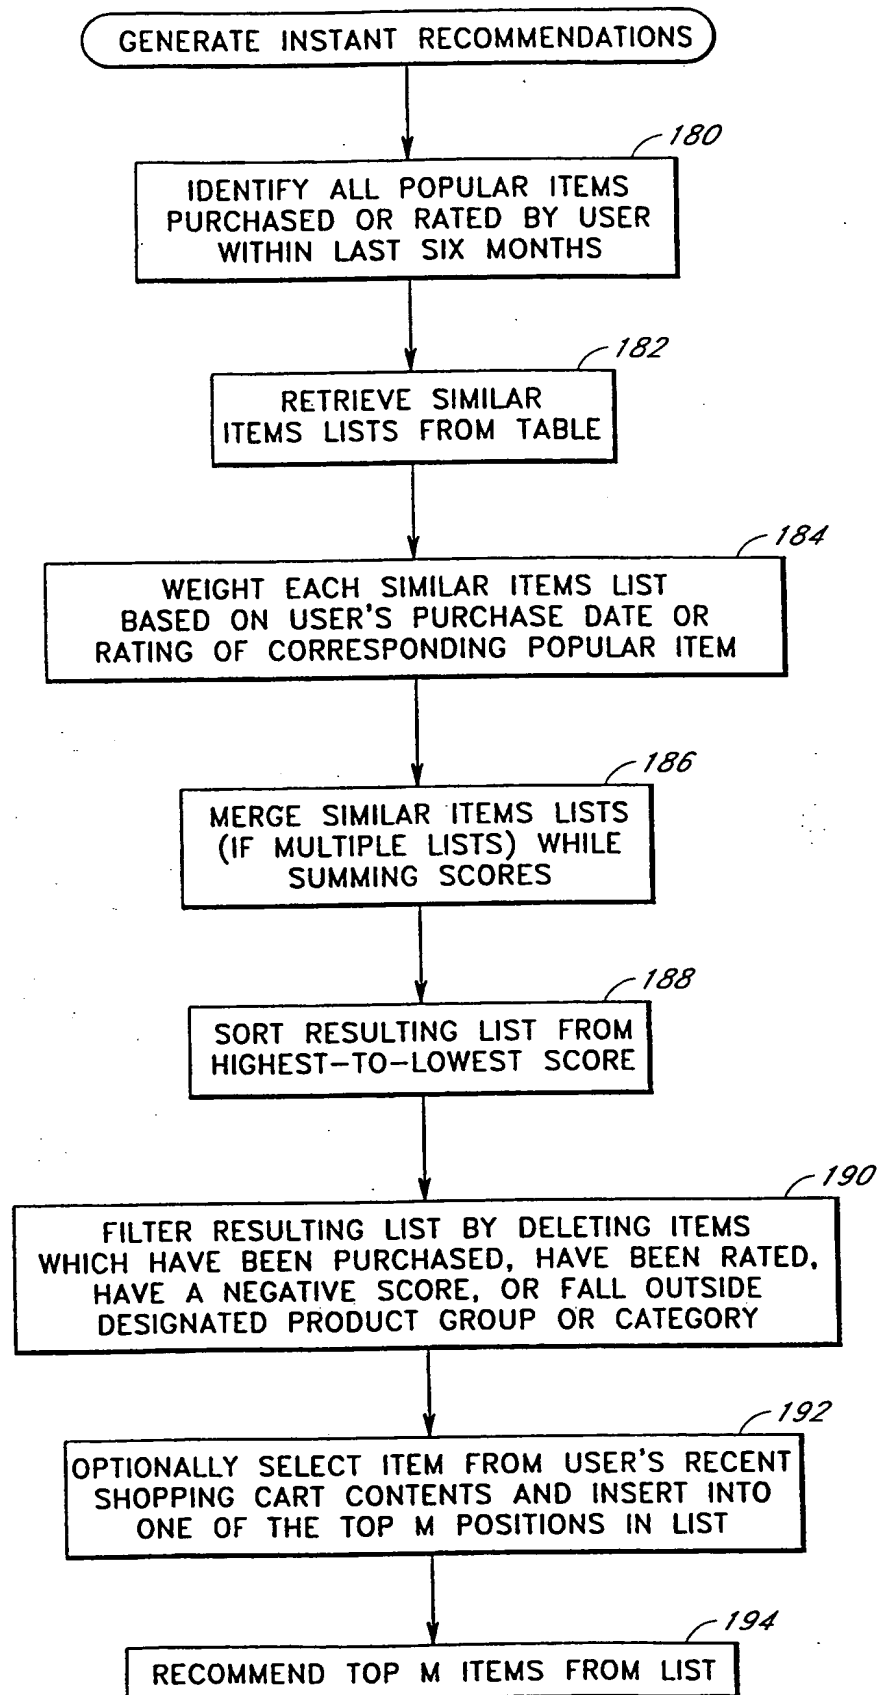 GENERATE INSTANT RECOMMENDATIONS
180
IDENTIFY ALL POPULAR ITEMS
PURCHASED OR RATED BY USER
WITHIN LAST SIX MONTHS
182
RETRIEVE SIMILAR
ITEMS LISTS FROM TABLE
184
WEIGHT EACH SIMILAR ITEMS LIST
BASED ON USER'S PURCHASE DATE OR
RATING OF CORRESPONDING POPULAR ITEM
186
MERGE SIMILAR ITEMS LISTS
(IF MULTIPLE LISTS) WHILE
SUMMING SCORES
188
SORT RESULTING LIST FROM
HIGHEST-TO-LOWEST SCORE
190
FILTER RESULTING LIST BY DELETING ITEMS
WHICH HAVE BEEN PURCHASED, HAVE BEEN RATED,
HAVE A NEGATIVE SCORE, OR FALL OUTSIDE
DESIGNATED PRODUCT GROUP OR CATEGORY
192
OPTIONALLY SELECT ITEM FROM USER'S RECENT
SHOPPING CART CONTENTS AND INSERT INTO
ONE OF THE TOP M POSITIONS IN LIST
194
RECOMMEND TOP M ITEMS FROM LIST